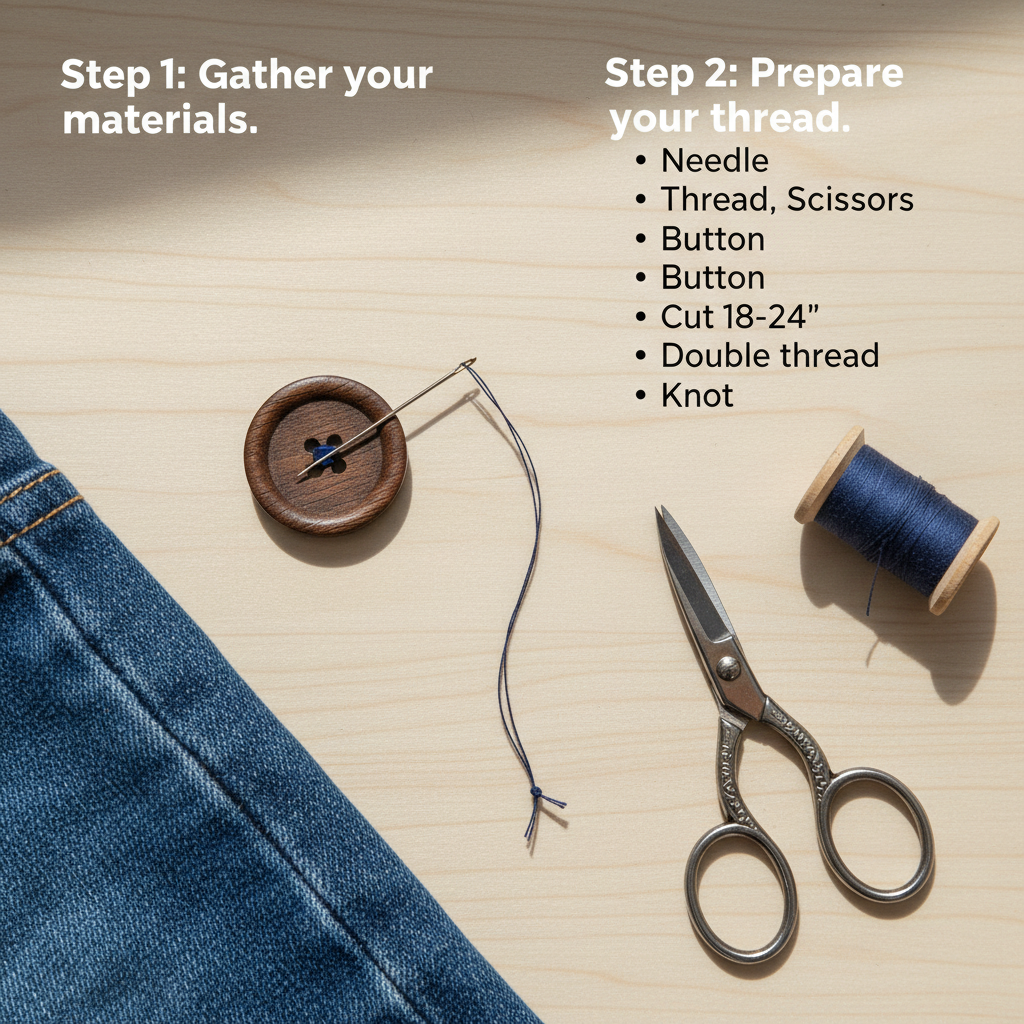 Step 1: Gather your
materials.
Step 2: Prepare
your thread.
• Needle
• Thread, Scissors
• Button
• Button
• Cut 18-24”
• Double thread
• Knot